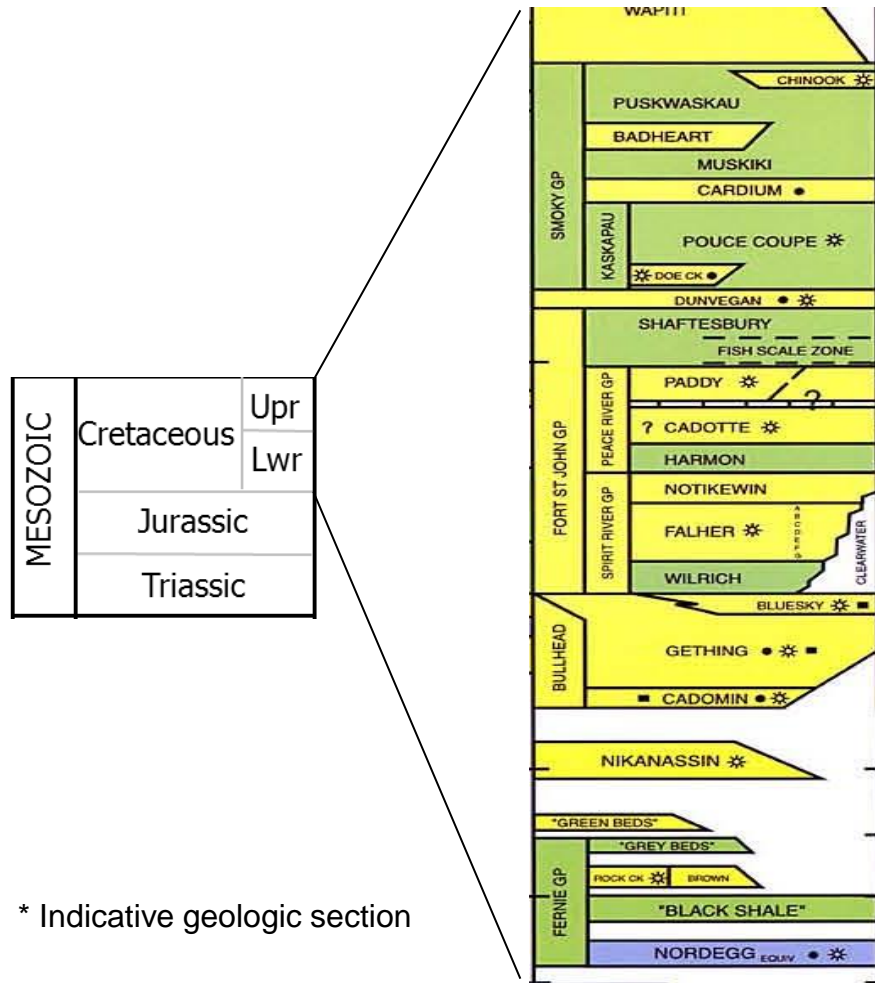 WAPITI
CHINOOK
PUSKWASKAU
BADHEART
MUSKIKI
CARDIUM
SMOKY GP
KASKAPAU
POUCE COUPE
DOE CK
DUNVEGAN
SHAFTESBURY
FISH SCALE ZONE
FORT ST JOHN GP
PEACE RIVER GP
PADDY
?
? CADOTTE
HARMON
SPIRIT RIVER GP
NOTIKEWIN
FALHER
A
B
C
D
E
F
G
CLEARWATER
WILRICH
BLUESKY
BULLHEAD
GETHING
CADOMIN
NIKANASSIN
"GREEN BEDS"
FERNIE GP
"GREY BEDS"
ROCK CK
BROWN
"BLACK SHALE"
NORDEGG EQUIV
MESOZOIC
Cretaceous
Upr
Lwr
Jurassic
Triassic
* Indicative geologic section